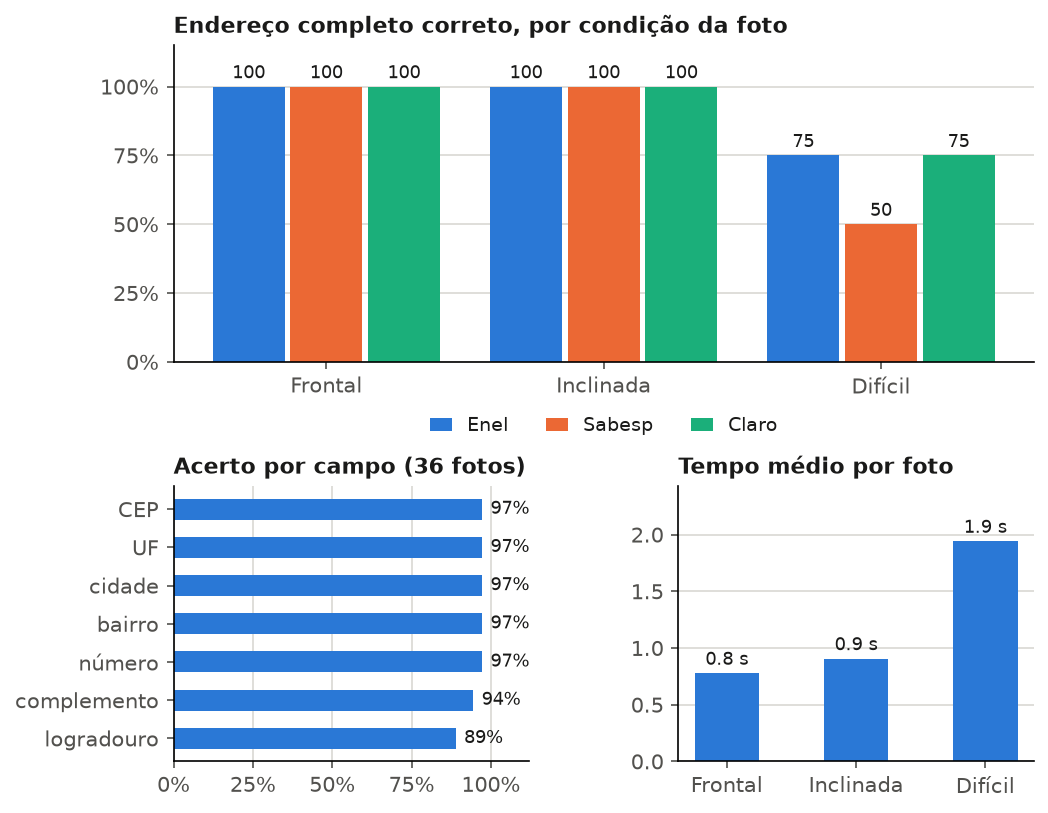 Endereço completo correto, por condição da foto
100 100 100 100 100 100
100%
75 75
75%
50
50%
25%
0%
Frontal Inclinada Difícil
Enel Sabesp Claro
Acerto por campo (36 fotos)
CEP 97%
UF 97%
cidade 97%
bairro 97%
número 97%
complemento 94%
logradouro 89%
0% 25% 50% 75% 100%
Tempo médio por foto
2.0
1.5
1.0
0.5
0.0
0.8 s 0.9 s 1.9 s
Frontal Inclinada Difícil